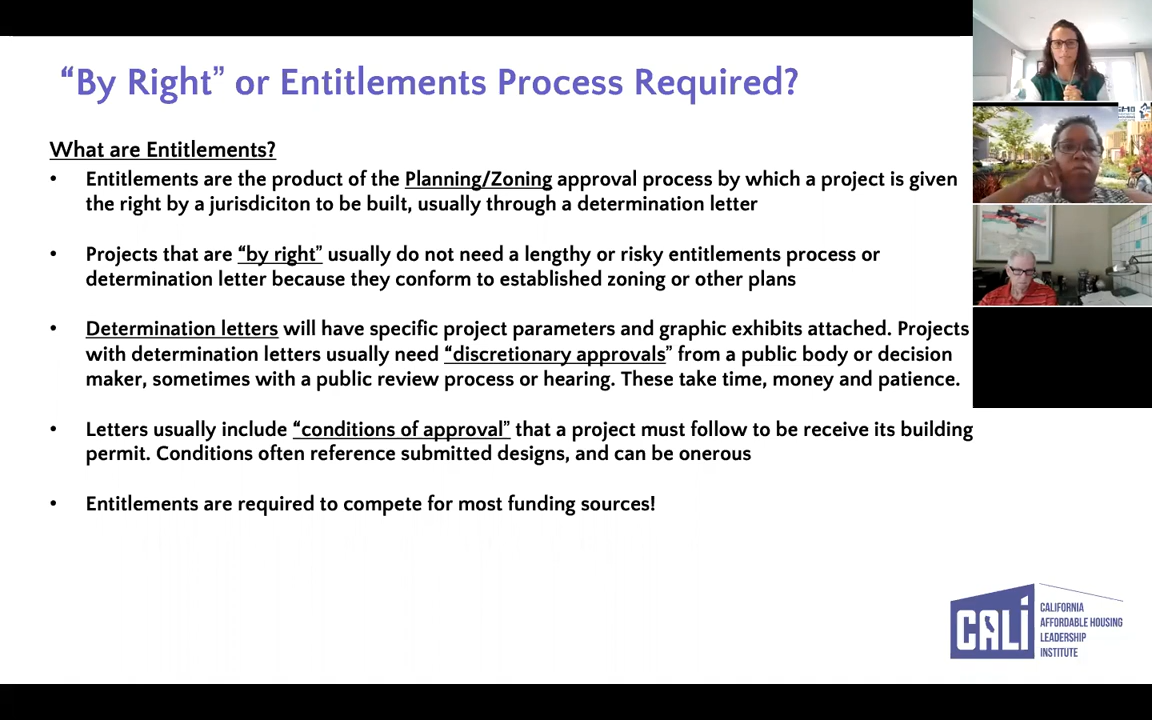 “By Right” or Entitlements Process Required?
What are Entitlements?
• Entitlements are the product of the Planning/Zoning approval process by which a project is given
the right by a jurisdiciton to be built, usually through a determination letter
• Projects that are “by right” usually do not need a lengthy or risky entitlements process or
determination letter because they conform to established zoning or other plans
• Determination letters will have specific project parameters and graphic exhibits attached. Projects
with determination letters usually need “discretionary approvals” from a public body or decision
maker, sometimes with a public review process or hearing. These take time, money and patience.
• Letters usually include “conditions of approval” that a project must follow to be receive its building
permit. Conditions often reference submitted designs, and can be onerous
• Entitlements are required to compete for most funding sources!
CALi
CALIFORNIA
AFFORDABLE HOUSING
LEADERSHIP
INSTITUTE